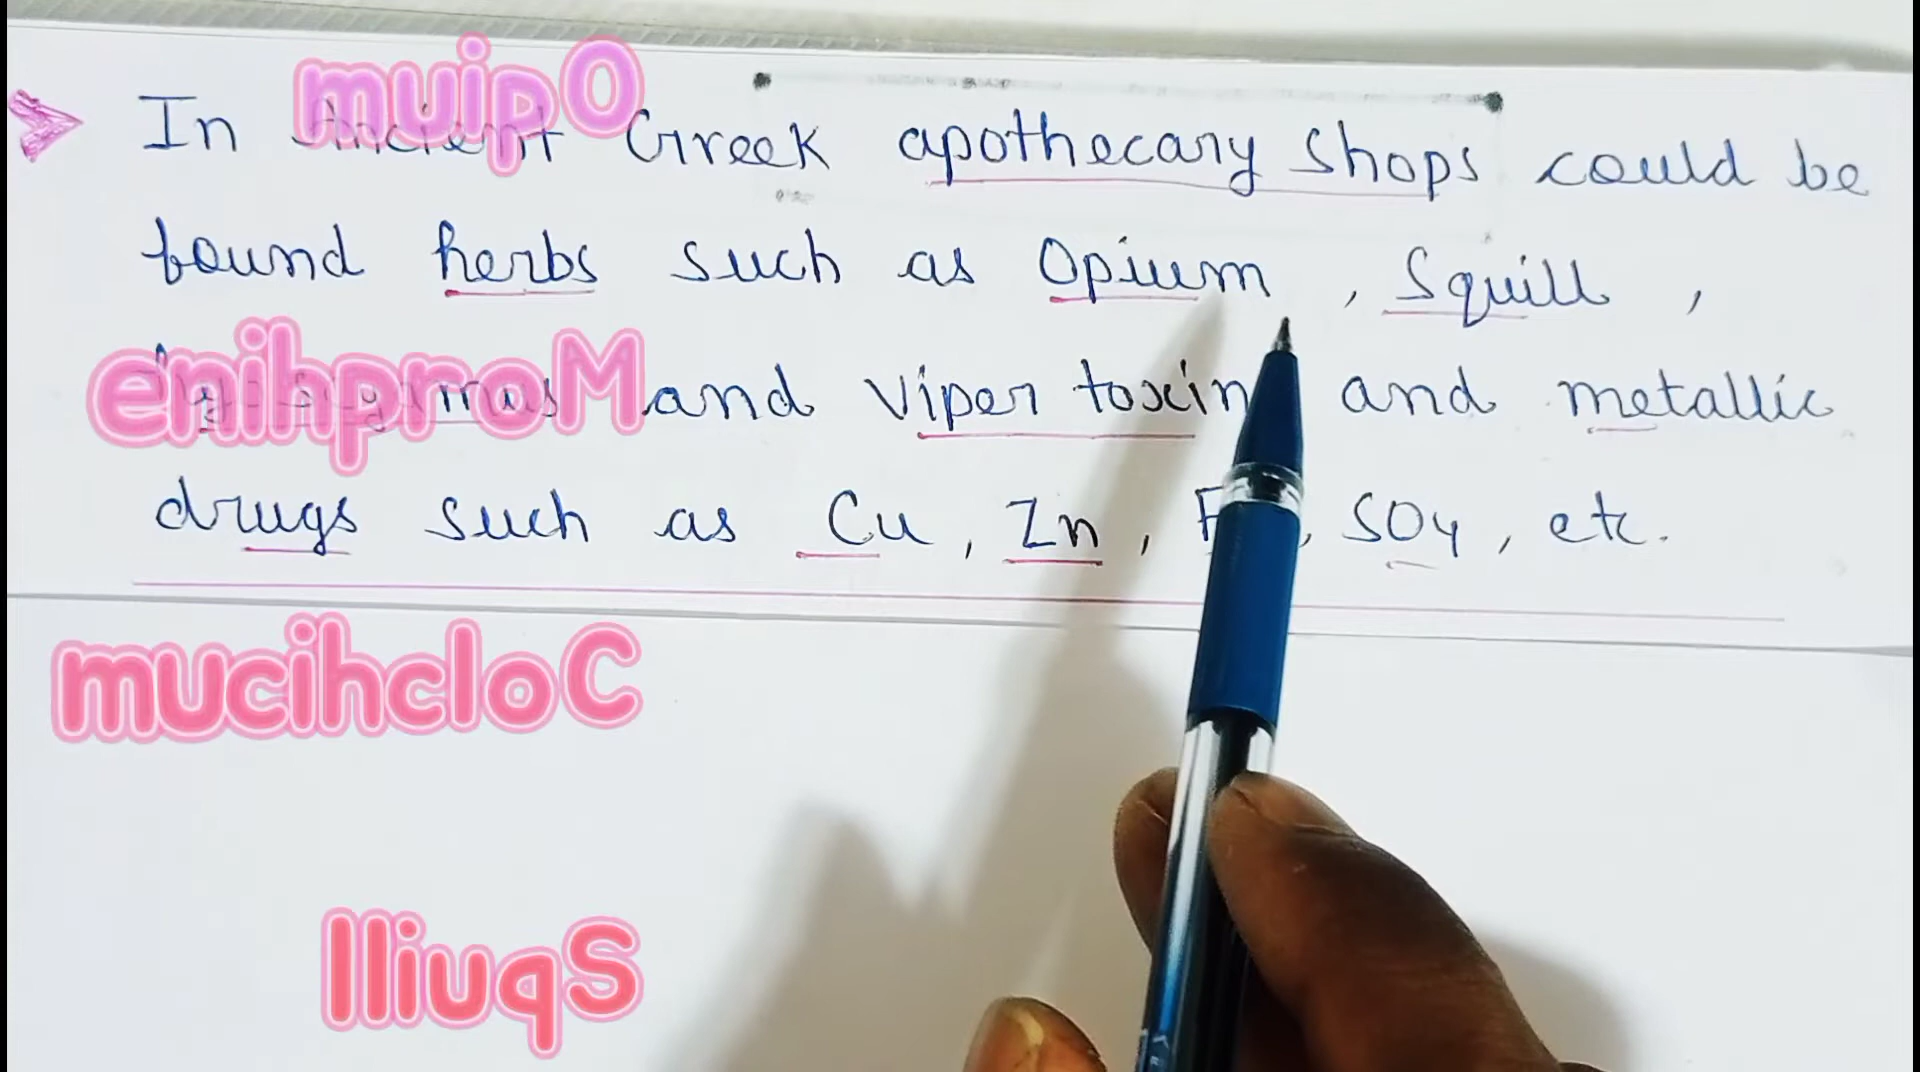 muipO
In Ancient Greek apothecary shops could be
found herbs such as Opium , Squill ,
enihproM
and viper toxin and metallic
drugs such as Cu, Zn, , SO4, etc.
mucihcloC
lliuqS